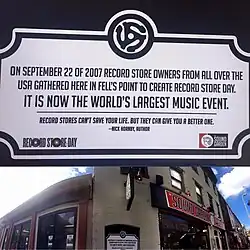 ON SEPTEMBER 22 OF 2007 RECORD STORE OWNERS FROM ALL OVER THE
USA GATHERED HERE IN FELL'S POINT TO CREATE RECORD STORE DAY.
IT IS NOW THE WORLD'S LARGEST MUSIC EVENT.
RECORD STORES CAN'T SAVE YOUR LIFE. BUT THEY CAN GIVE YOU A BETTER ONE.
—NICK HORNBY, AUTHOR
RECORD STORE DAY
SOUND
GARDEN